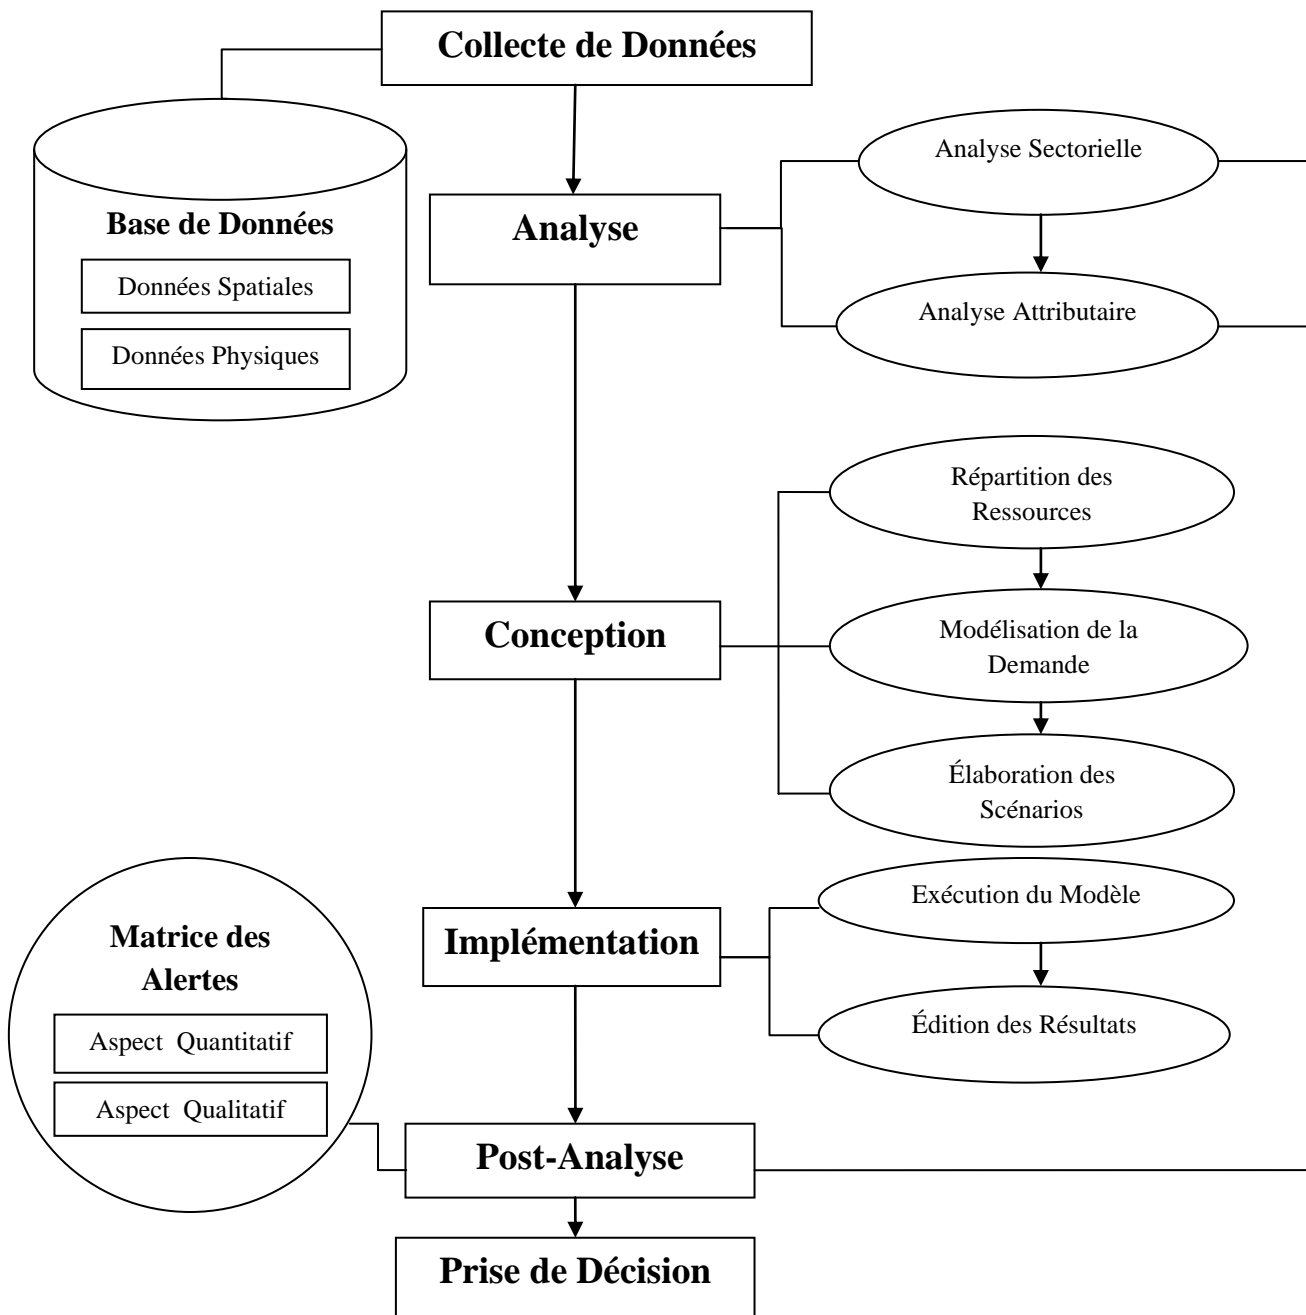 Collecte de Données
Base de Données
Données Spatiales
Données Physiques
Analyse
Analyse Sectorielle
Analyse Attributaire
Conception
Répartition des
Ressources
Modélisation de la
Demande
Élaboration des
Scénarios
Implémentation
Exécution du Modèle
Édition des Résultats
Matrice des
Alertes
Aspect  Quantitatif
Aspect  Qualitatif
Post-Analyse
Prise de Décision